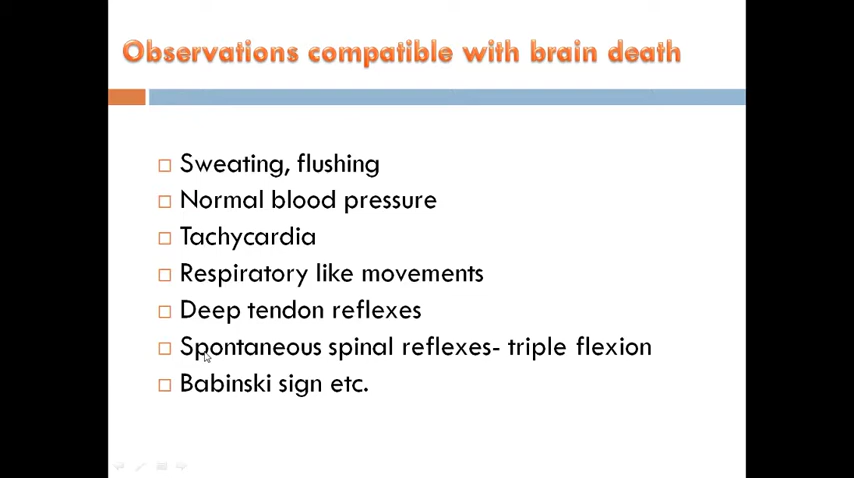 Observations compatible with brain death
Sweating, flushing
Normal blood pressure
Tachycardia
Respiratory like movements
Deep tendon reflexes
Spontaneous spinal reflexes- triple flexion
Babinski sign etc.